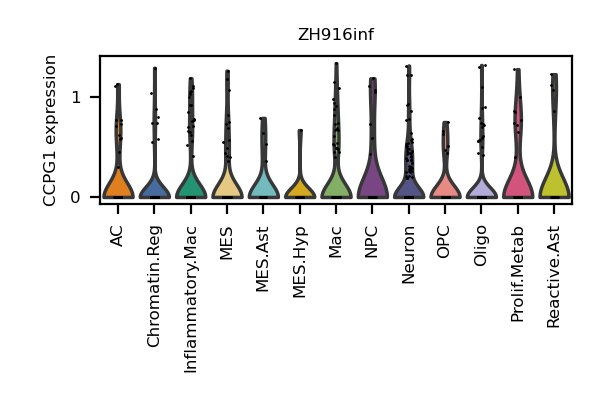 ZH916inf
CCPG1 expression
1
0
AC
Chromatin.Reg
Inflammatory.Mac
MES
MES.Ast
MES.Hyp
Mac
NPC
Neuron
OPC
Oligo
Prolif.Metab
Reactive.Ast